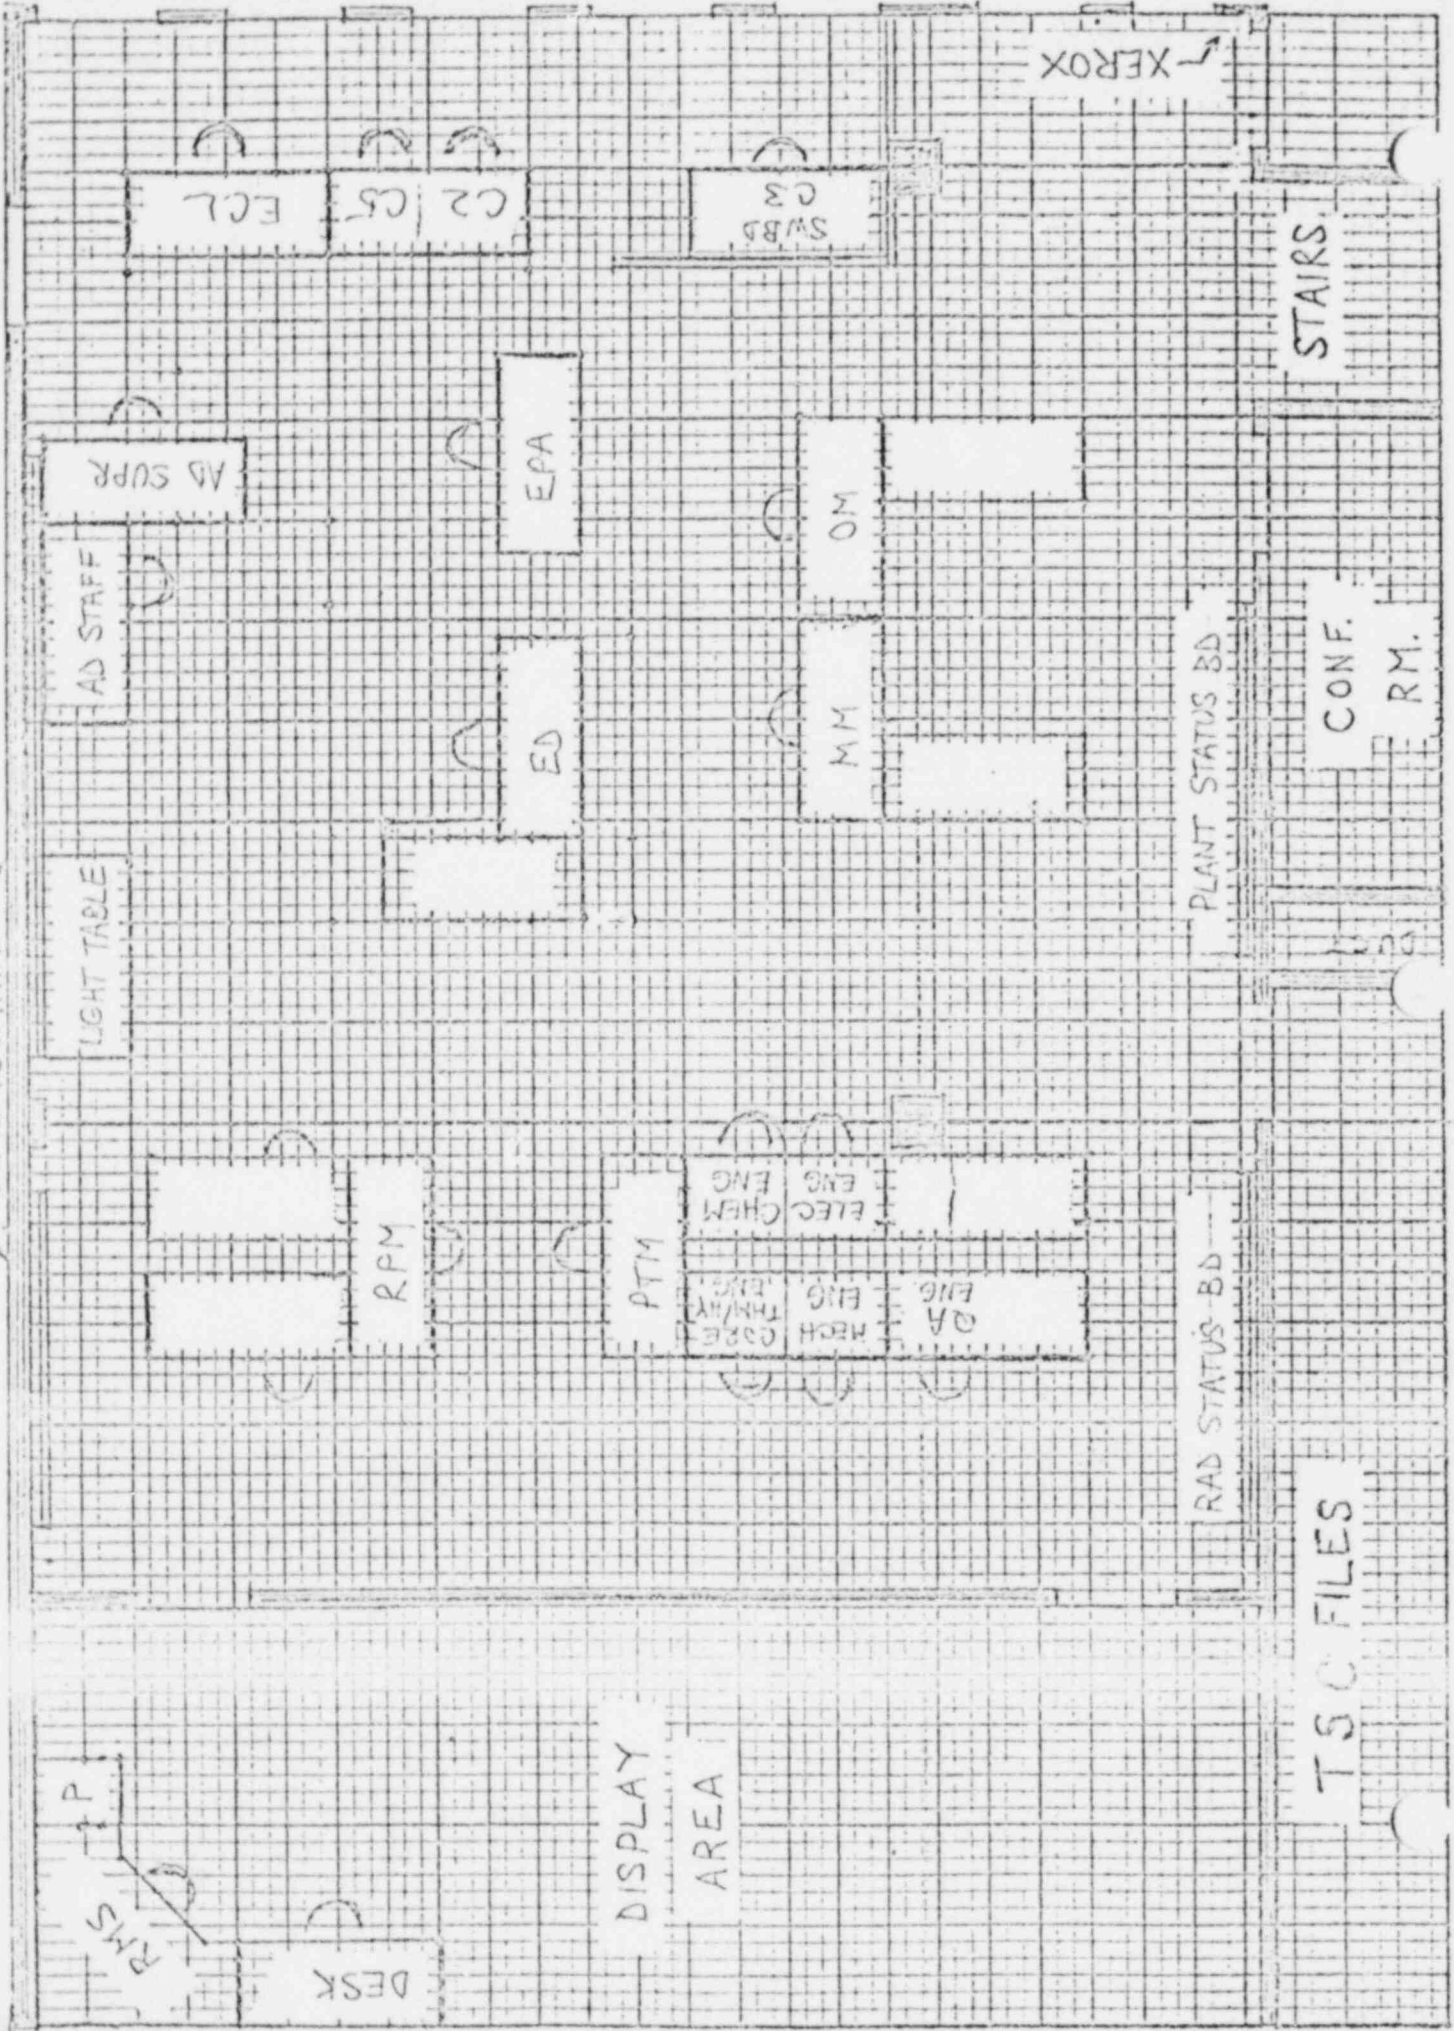 XEROX
ECL
C5
C2
C3
SWBD
STAIRS
AD SUPR
AD STAFF
EPA
OM
ED
MM
PLANT STATUS BD
CONF.
RM.
LIGHT TABLE
RPM
PTM
CHEM
ENG
ELEC
ENG
CORE
THM/HY
ENG
MECH
ENG
QA
ENG
RAD STATUS BD
TSC FILES
DISPLAY
AREA
RMS
DESK